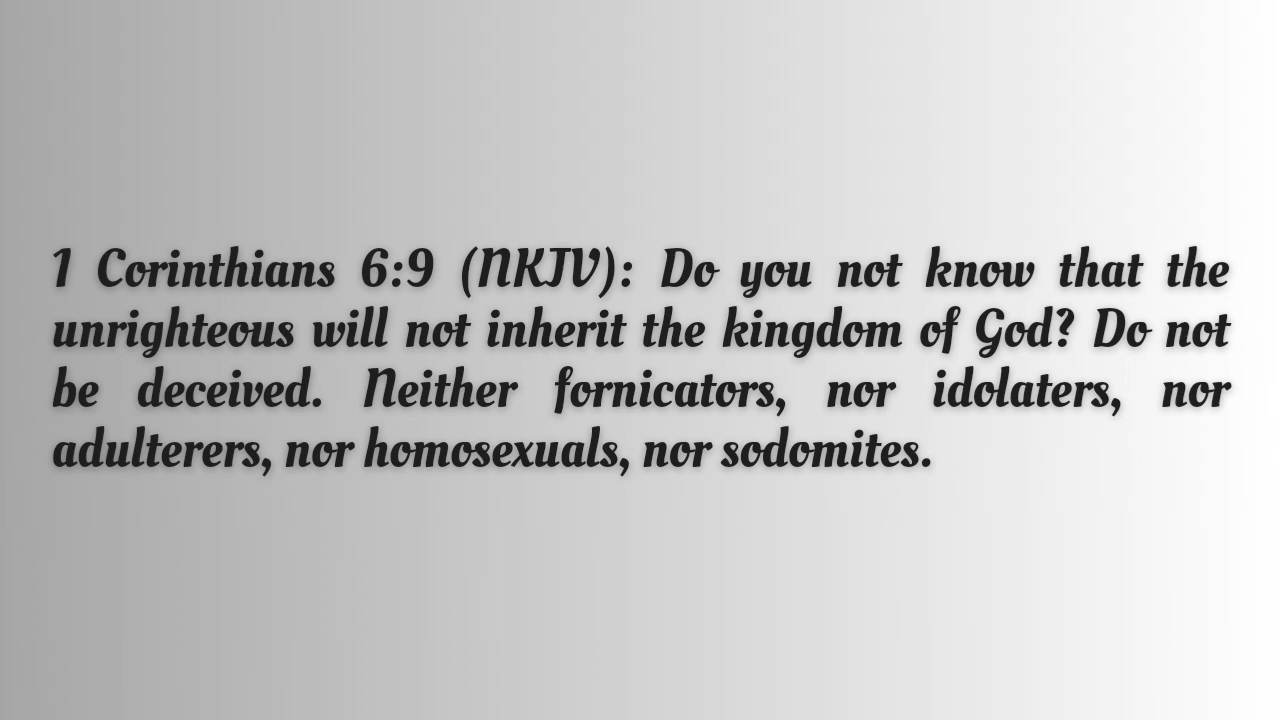 1 Corinthians 6:9 (NKJV): Do you not know that the
unrighteous will not inherit the kingdom of God? Do not
be deceived. Neither fornicators, nor idolaters, nor
adulterers, nor homosexuals, nor sodomites.